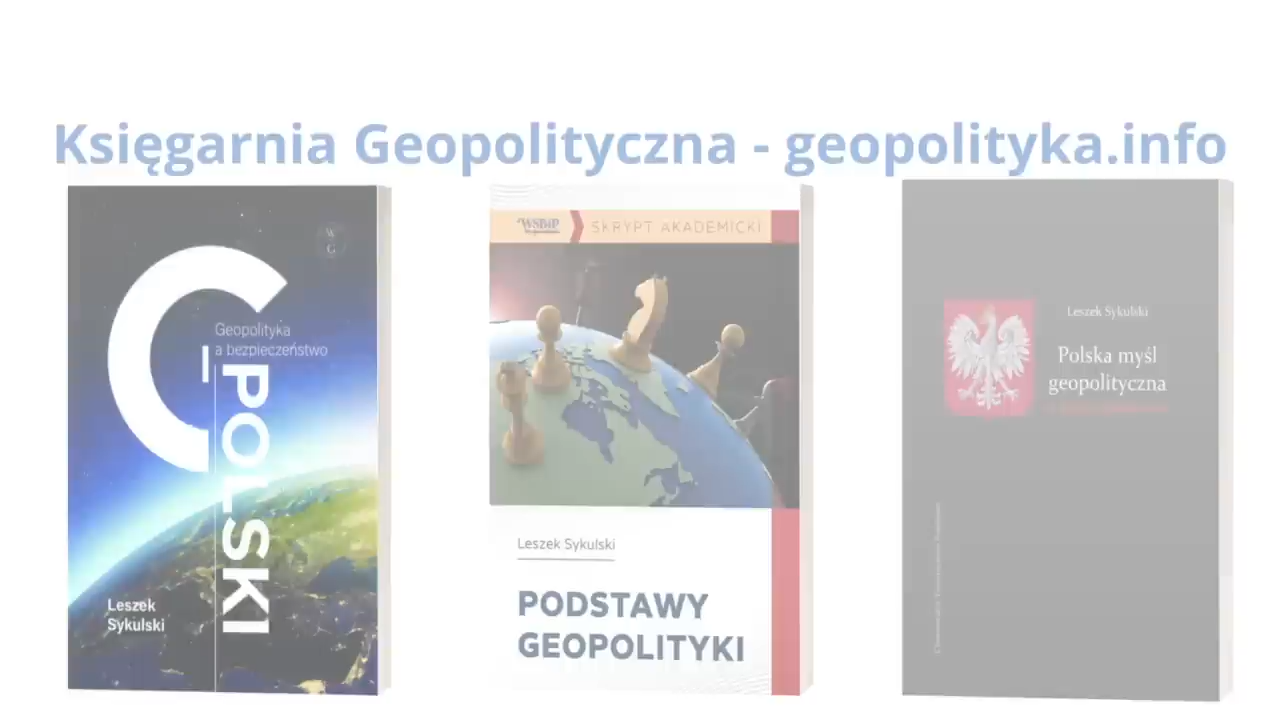 Księgarnia Geopolityczna - geopolityka.info
W
G
Geopolityka
a bezpieczeństwo
POLSKI
Leszek
Sykulski
WSBiP
SKRYPT AKADEMICKI
Leszek Sykulski
PODSTAWY
GEOPOLITYKI
Leszek Sykulski
Polska myśl
geopolityczna